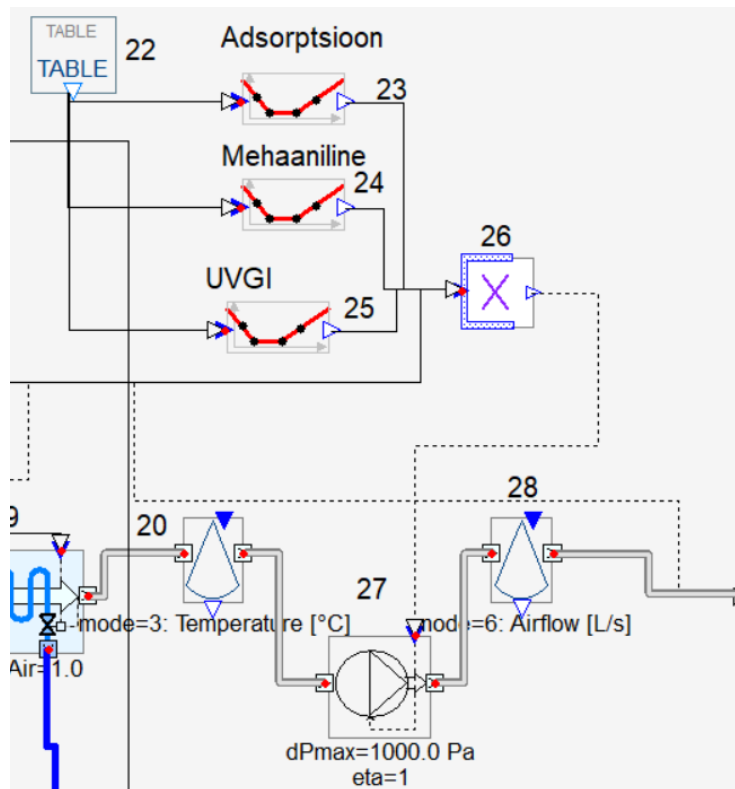 TABLE
TABLE
22
Adsorptsioon
23
Mehaaniline
24
26
UVGI
25
X
28
9
20
27
mode=3: Temperature [°C]
mode=6: Airflow [L/s]
Air=1.0
dPmax=1000.0 Pa
eta=1